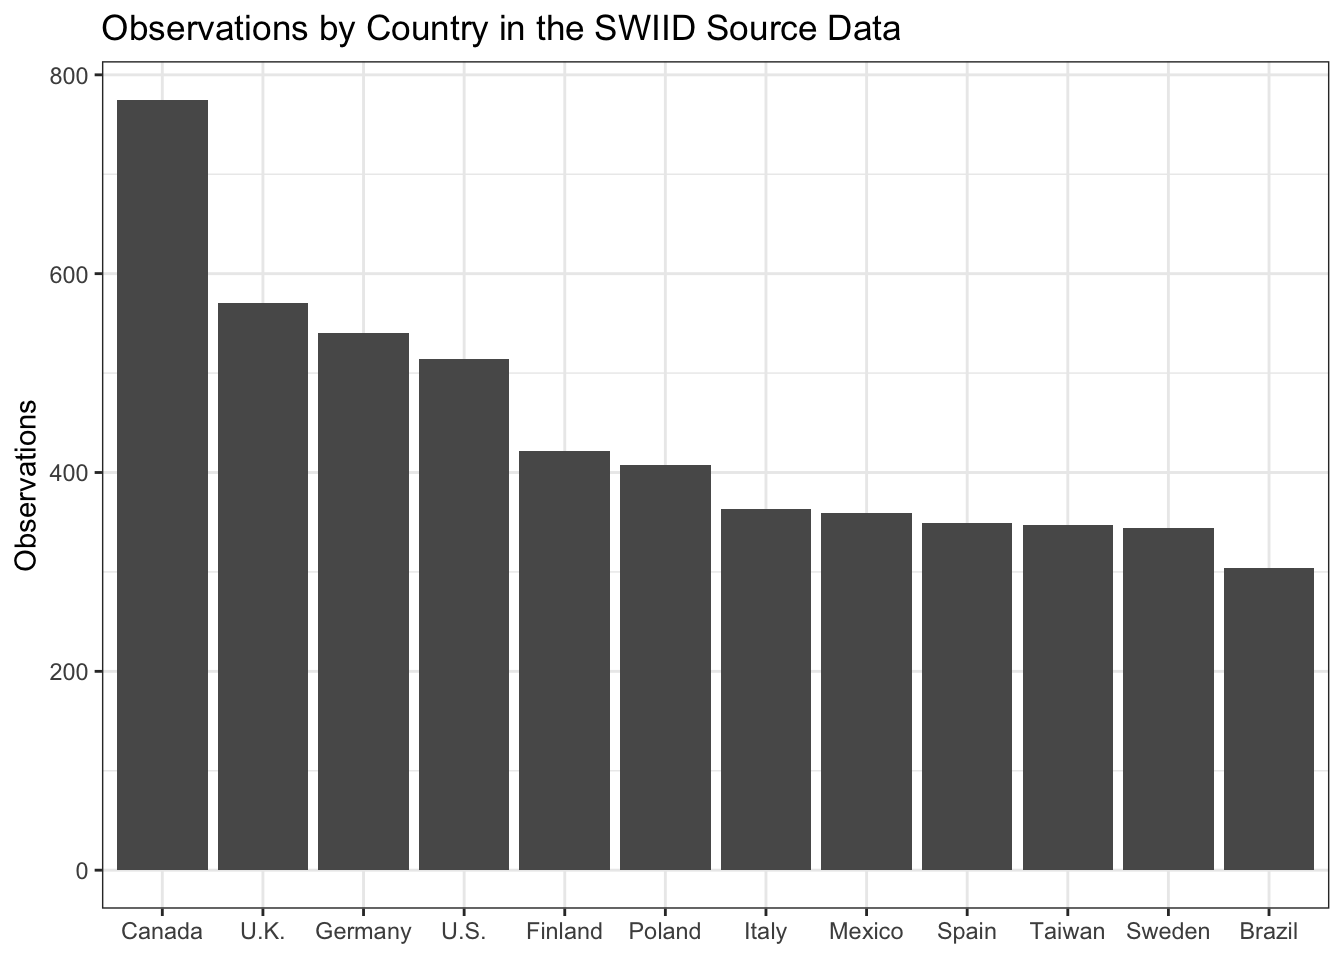 Observations by Country in the SWIID Source Data
Observations
800
600
400
200
0
Canada U.K. Germany U.S. Finland Poland Italy Mexico Spain Taiwan Sweden Brazil